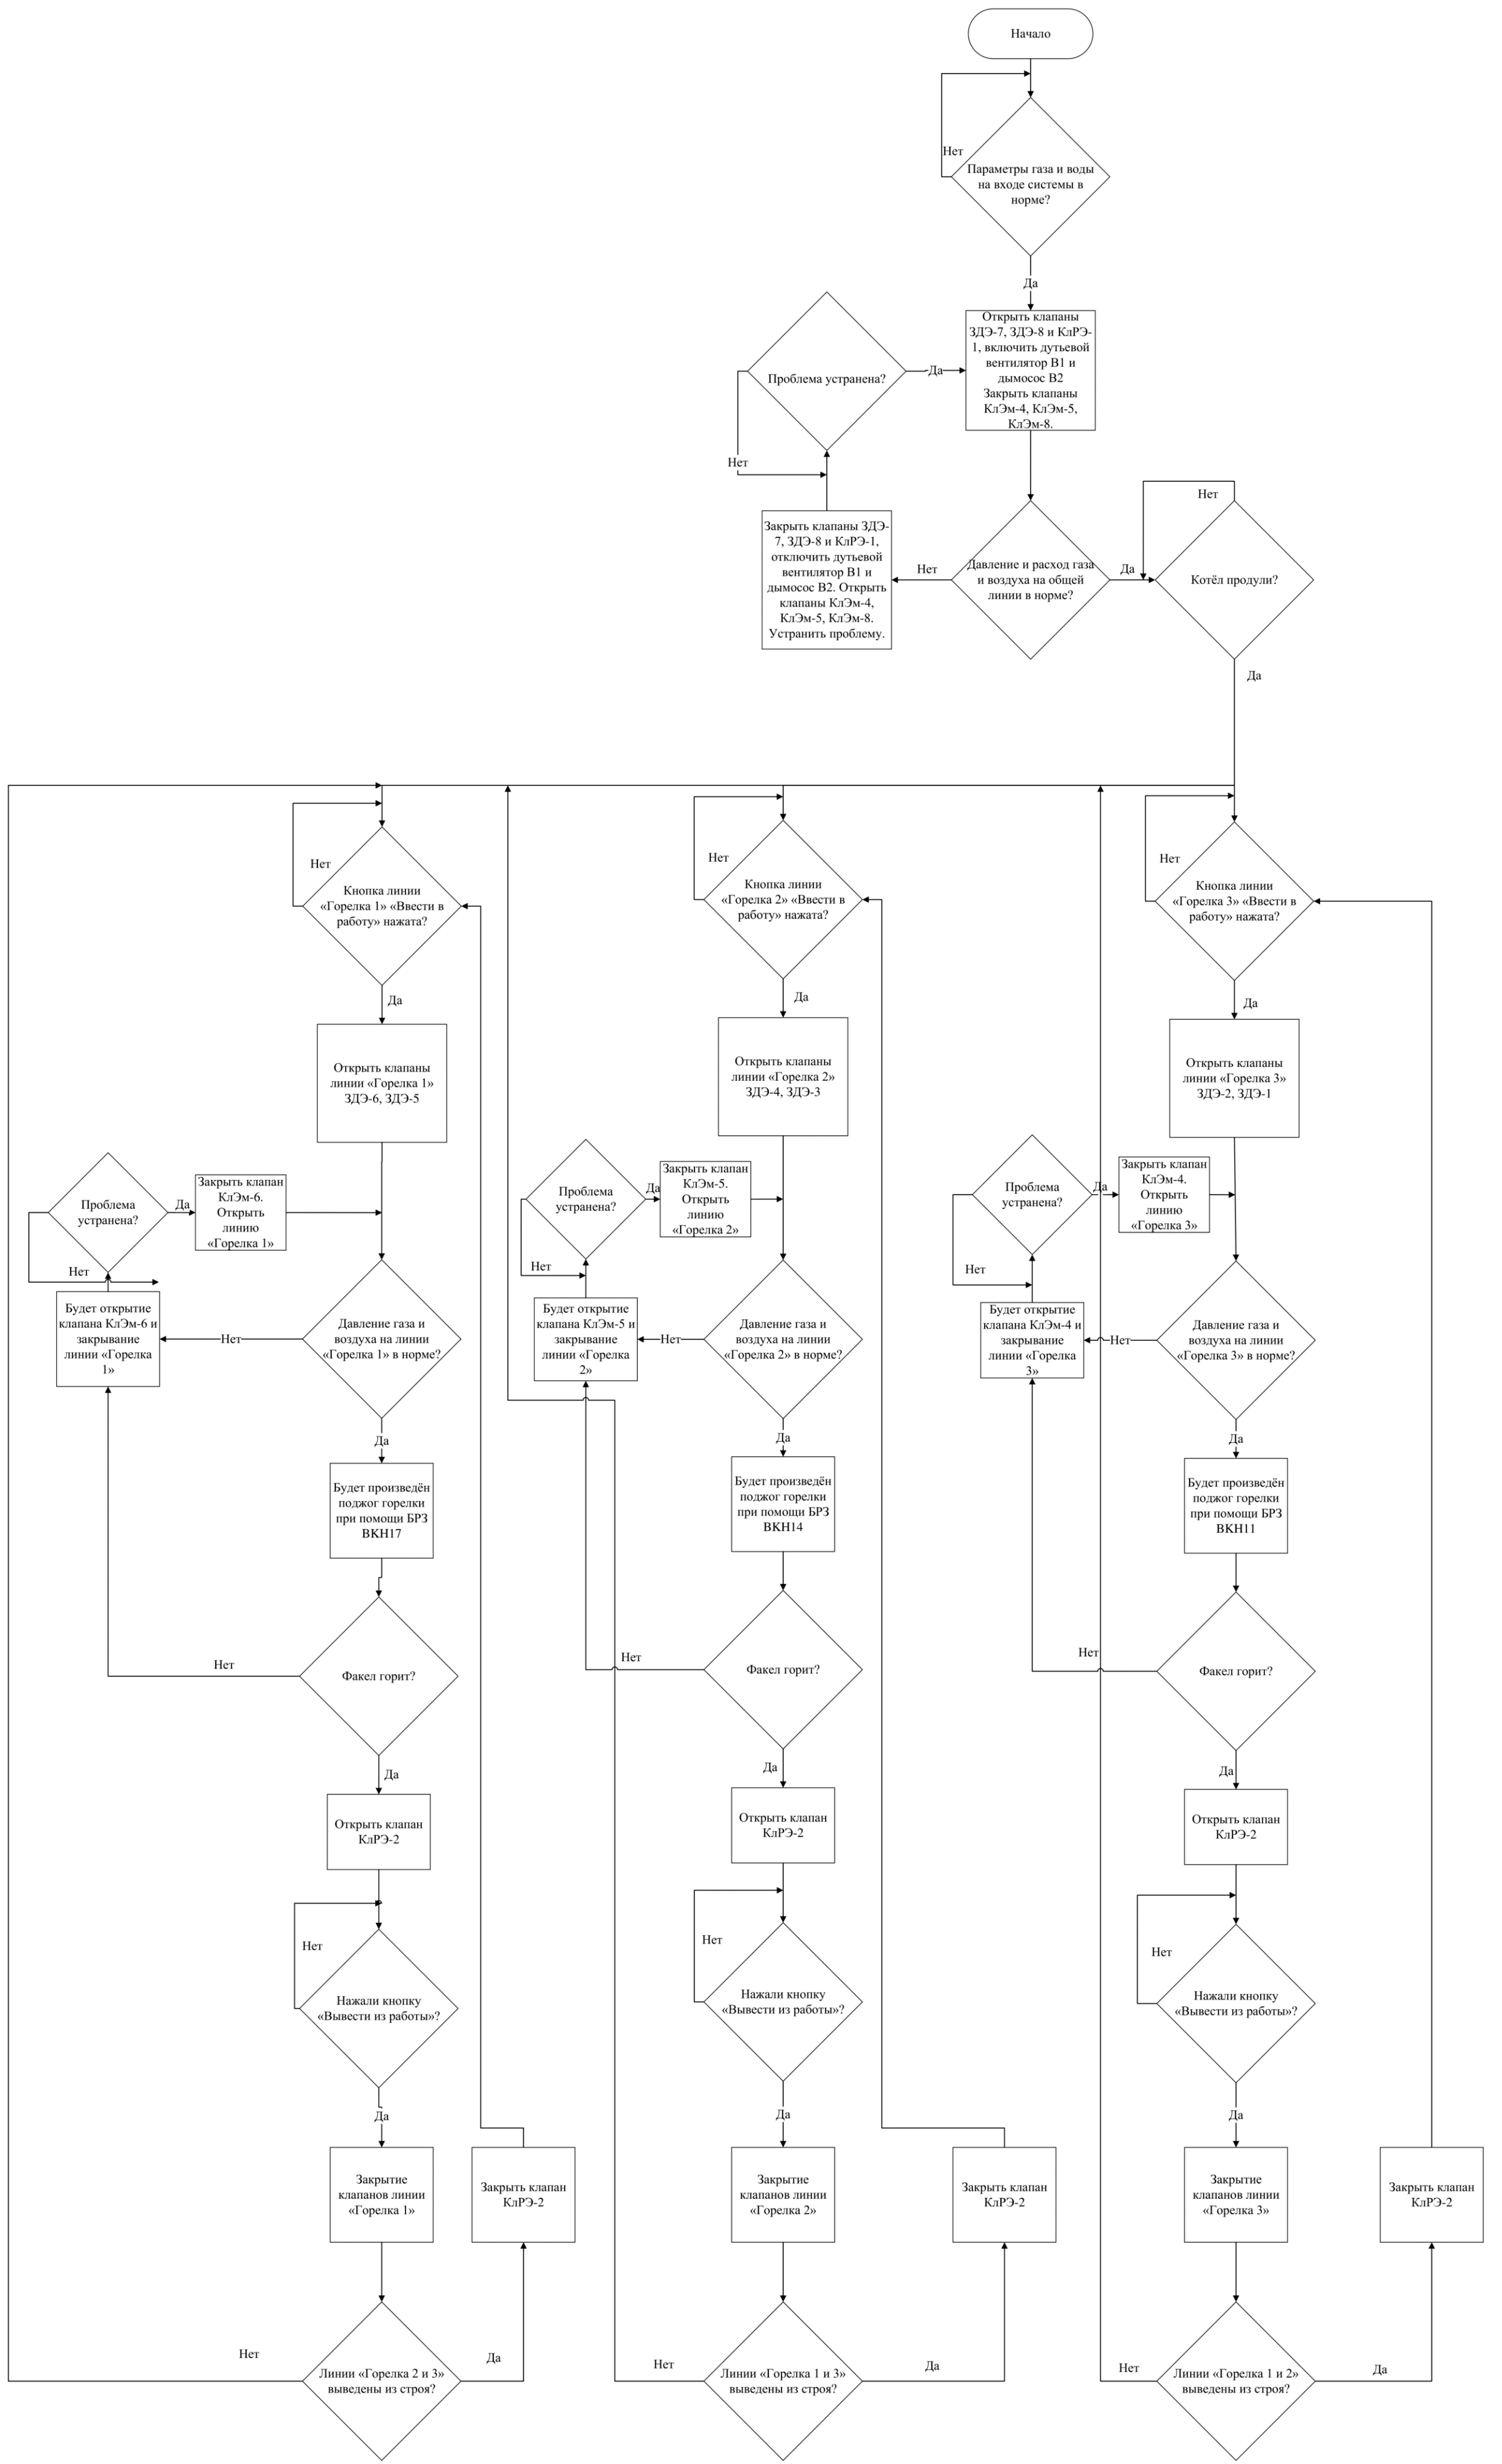 Начало
Нет
Параметры газа и воды
на входе системы в
норме?
Да
Открыть клапаны
ЗДЭ-7, ЗДЭ-8 и КлРЭ-
1, включить дутьевой
вентилятор В1 и
дымосос В2
Закрыть клапаны
КлЭм-4, КлЭм-5,
КлЭм-8.
Проблема устранена?
Да
Нет
Закрыть клапаны ЗДЭ-
7, ЗДЭ-8 и КлРЭ-1,
отключить дутьевой
вентилятор В1 и
дымосос В2. Открыть
клапаны КлЭм-4,
КлЭм-5, КлЭм-8.
Устранить проблему.
Нет
Давление и расход газа
и воздуха на общей
линии в норме?
Да
Нет
Котёл продули?
Да
Нет
Кнопка линии
«Горелка 1» «Ввести в
работу» нажата?
Да
Открыть клапаны
линии «Горелка 1»
ЗДЭ-6, ЗДЭ-5
Проблема
устранена?
Да
Закрыть клапан
КлЭм-6.
Открыть
линию
«Горелка 1»
Нет
Будет открытие
клапана КлЭм-6 и
закрывание
линии «Горелка
1»
Нет
Давление газа и
воздуха на линии
«Горелка 1» в норме?
Да
Будет произведён
поджог горелки
при помощи БРЗ
ВКН17
Нет
Факел горит?
Да
Открыть клапан
КлРЭ-2
Нет
Нажали кнопку
«Вывести из работы»?
Да
Закрытие
клапанов линии
«Горелка 1»
Закрыть клапан
КлРЭ-2
Нет
Линии «Горелка 2 и 3»
выведены из строя?
Да
Нет
Кнопка линии
«Горелка 2» «Ввести в
работу» нажата?
Да
Открыть клапаны
линии «Горелка 2»
ЗДЭ-4, ЗДЭ-3
Проблема
устранена?
Да
Закрыть клапан
КлЭм-5.
Открыть
линию
«Горелка 2»
Нет
Будет открытие
клапана КлЭм-5 и
закрывание
линии «Горелка
2»
Нет
Давление газа и
воздуха на линии
«Горелка 2» в норме?
Да
Будет произведён
поджог горелки
при помощи БРЗ
ВКН14
Нет
Факел горит?
Да
Открыть клапан
КлРЭ-2
Нет
Нажали кнопку
«Вывести из работы»?
Да
Закрытие
клапанов линии
«Горелка 2»
Закрыть клапан
КлРЭ-2
Нет
Линии «Горелка 1 и 3»
выведены из строя?
Да
Нет
Кнопка линии
«Горелка 3» «Ввести в
работу» нажата?
Да
Открыть клапаны
линии «Горелка 3»
ЗДЭ-2, ЗДЭ-1
Проблема
устранена?
Да
Закрыть клапан
КлЭм-4.
Открыть
линию
«Горелка 3»
Нет
Будет открытие
клапана КлЭм-4 и
закрывание
линии «Горелка
3»
Нет
Давление газа и
воздуха на линии
«Горелка 3» в норме?
Да
Будет произведён
поджог горелки
при помощи БРЗ
ВКН11
Нет
Факел горит?
Да
Открыть клапан
КлРЭ-2
Нет
Нажали кнопку
«Вывести из работы»?
Да
Закрытие
клапанов линии
«Горелка 3»
Закрыть клапан
КлРЭ-2
Нет
Линии «Горелка 1 и 2»
выведены из строя?
Да